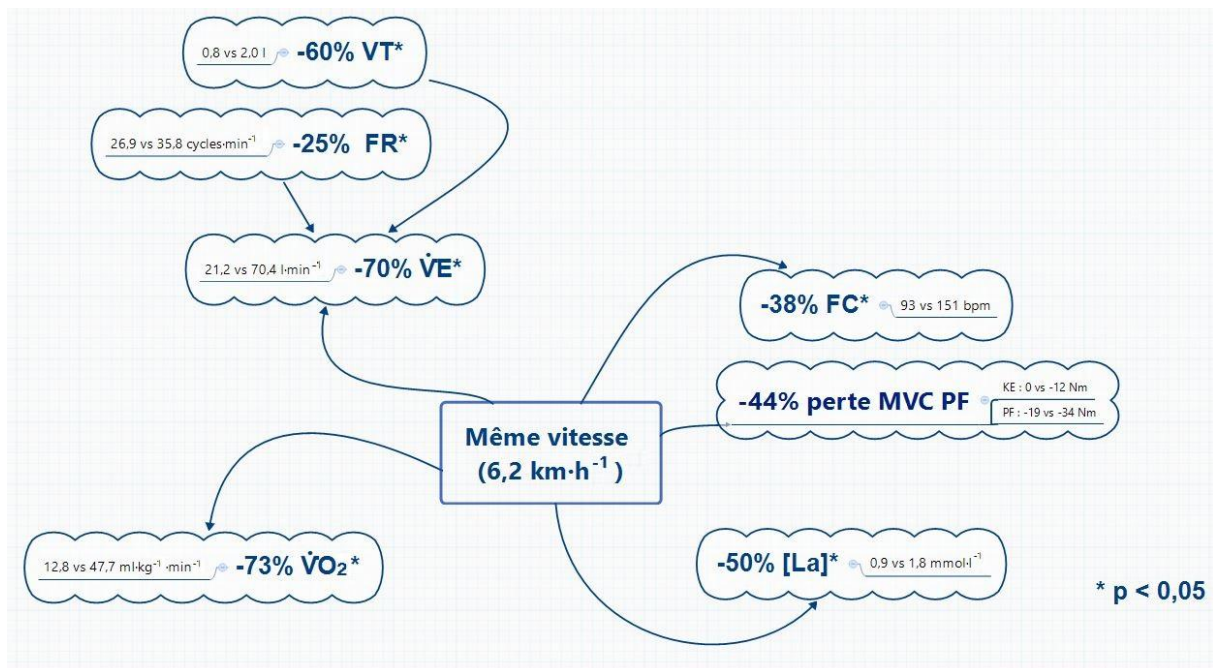 0,8 vs 2,0 l
-60% VT*
26,9 vs 35,8 cycles·min⁻¹
-25% FR*
21,2 vs 70,4 l·min⁻¹
-70% V̇E*
-38% FC*
93 vs 151 bpm
-44% perte MVC PF
KE : 0 vs -12 Nm
PF : -19 vs -34 Nm
Même vitesse
(6,2 km·h⁻¹ )
12,8 vs 47,7 ml·kg⁻¹ ·min⁻¹
-73% V̇O₂*
-50% [La]*
0,9 vs 1,8 mmol·l⁻¹
* p < 0,05